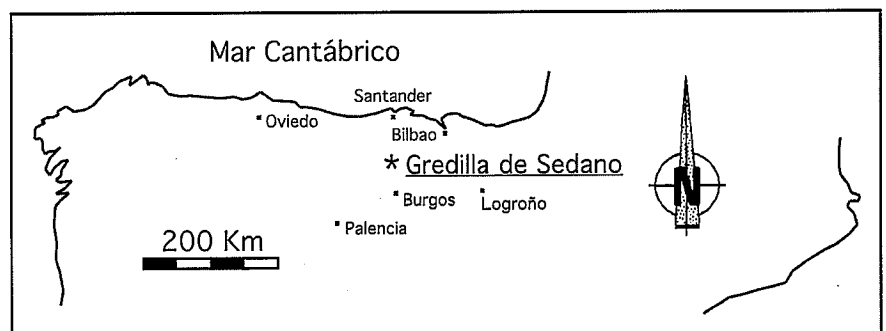 Mar Cantábrico
Santander
Oviedo
Bilbao
* Gredilla de Sedano
Burgos
Logroño
Palencia
200 Km
N